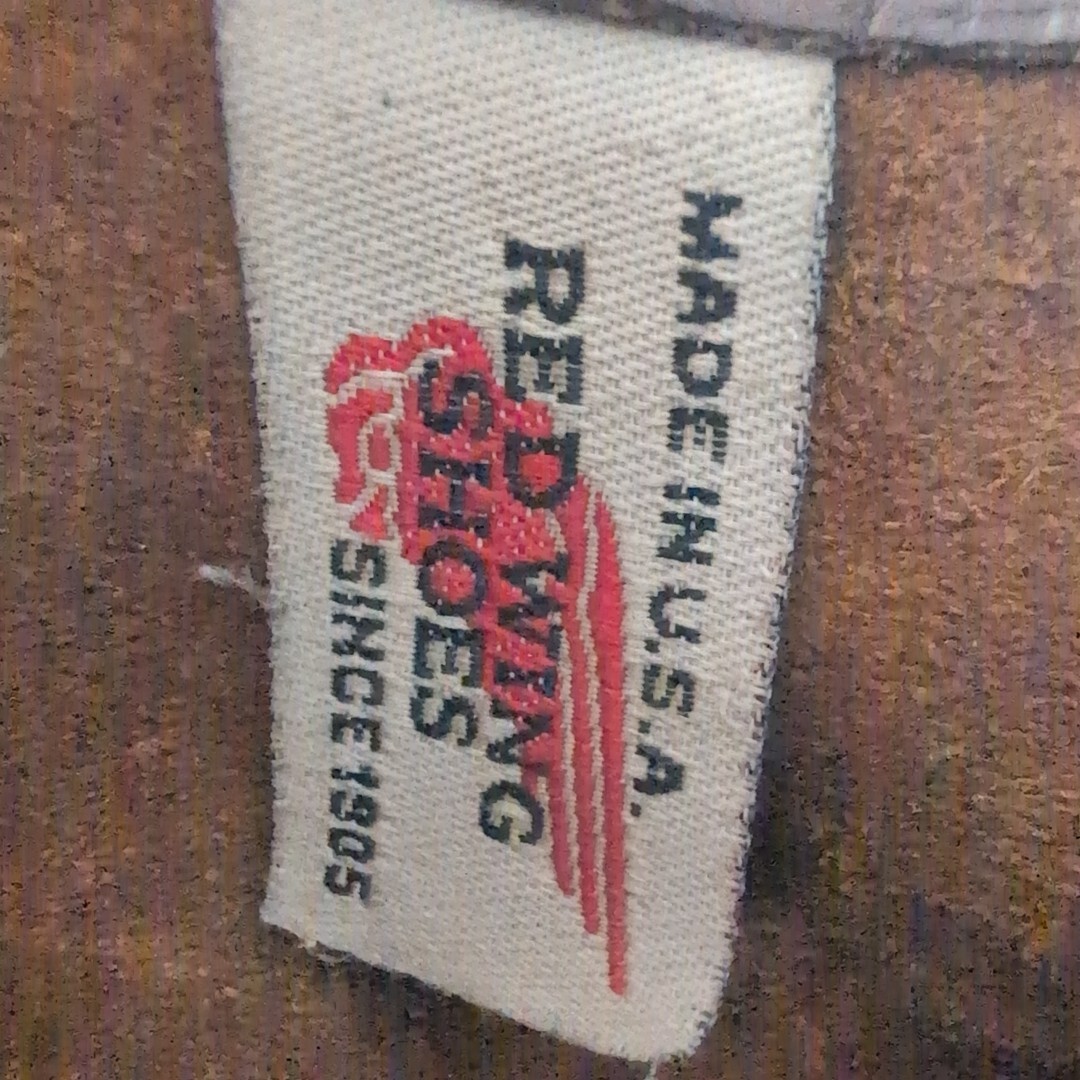 MADE IN U.S.A.
RED WING
SHOES
SINCE 1905